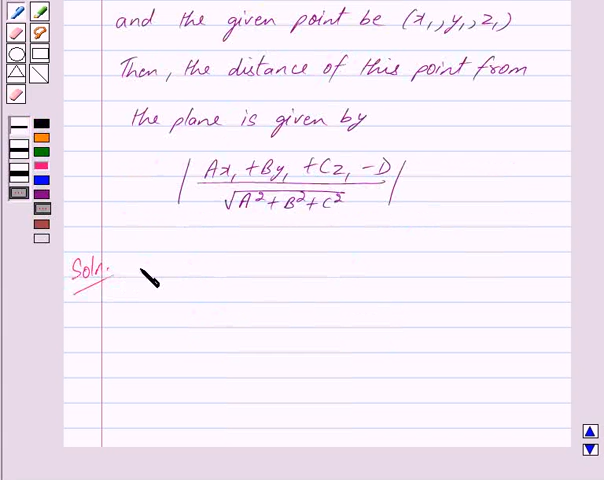 and the given point be (x₁, y₁, z₁)
Then, the distance of this point from
the plane is given by
| Ax₁ + By₁ + Cz₁ - D / √A² + B² + C² |
Soln: